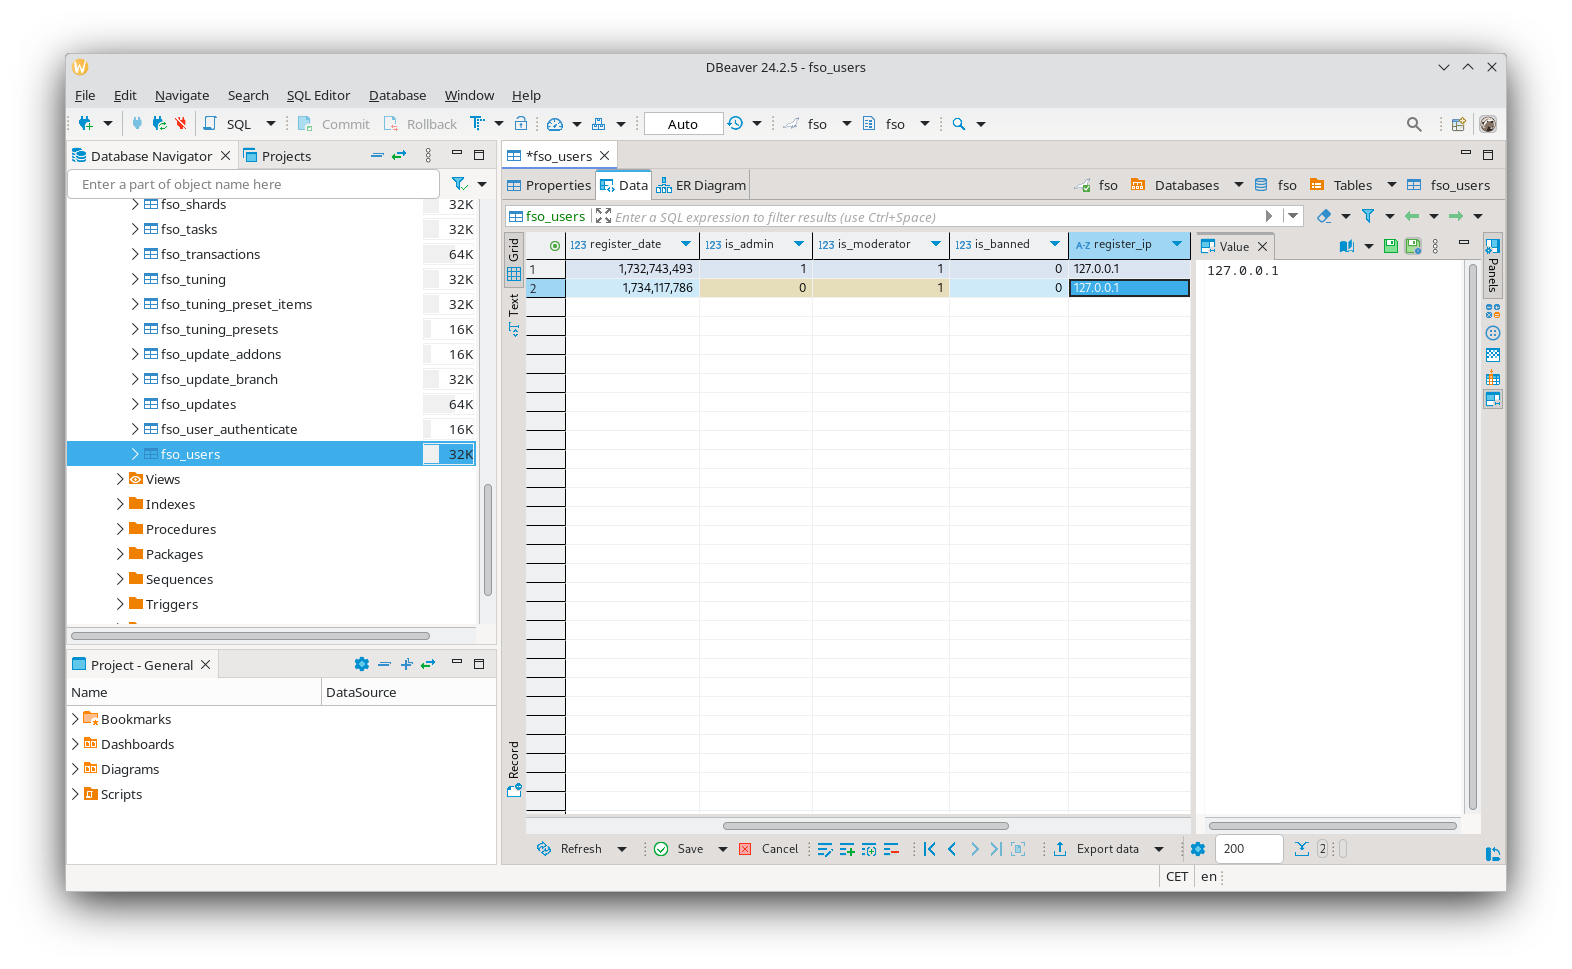 DBeaver 24.2.5 - fso_users
File Edit Navigate Search SQL Editor Database Window Help
SQL Commit Rollback Auto fso fso
Database Navigator Projects
Enter a part of object name here
fso_shards 32K
fso_tasks 32K
fso_transactions 64K
fso_tuning 32K
fso_tuning_preset_items 32K
fso_tuning_presets 16K
fso_update_addons 16K
fso_update_branch 32K
fso_updates 64K
fso_user_authenticate 16K
fso_users 32K
Views
Indexes
Procedures
Packages
Sequences
Triggers
Project - General
Name DataSource
Bookmarks
Dashboards
Diagrams
Scripts
*fso_users
Properties Data ER Diagram fso Databases fso Tables fso_users
fso_users Enter a SQL expression to filter results (use Ctrl+Space)
Grid
Text
Record
123 register_date 123 is_admin 123 is_moderator 123 is_banned A-Z register_ip
1 1,732,743,493 1 1 0 127.0.0.1
2 1,734,117,786 0 1 0 127.0.0.1
Value
127.0.0.1
Panels
Refresh Save Cancel Export data 200 2
CET en